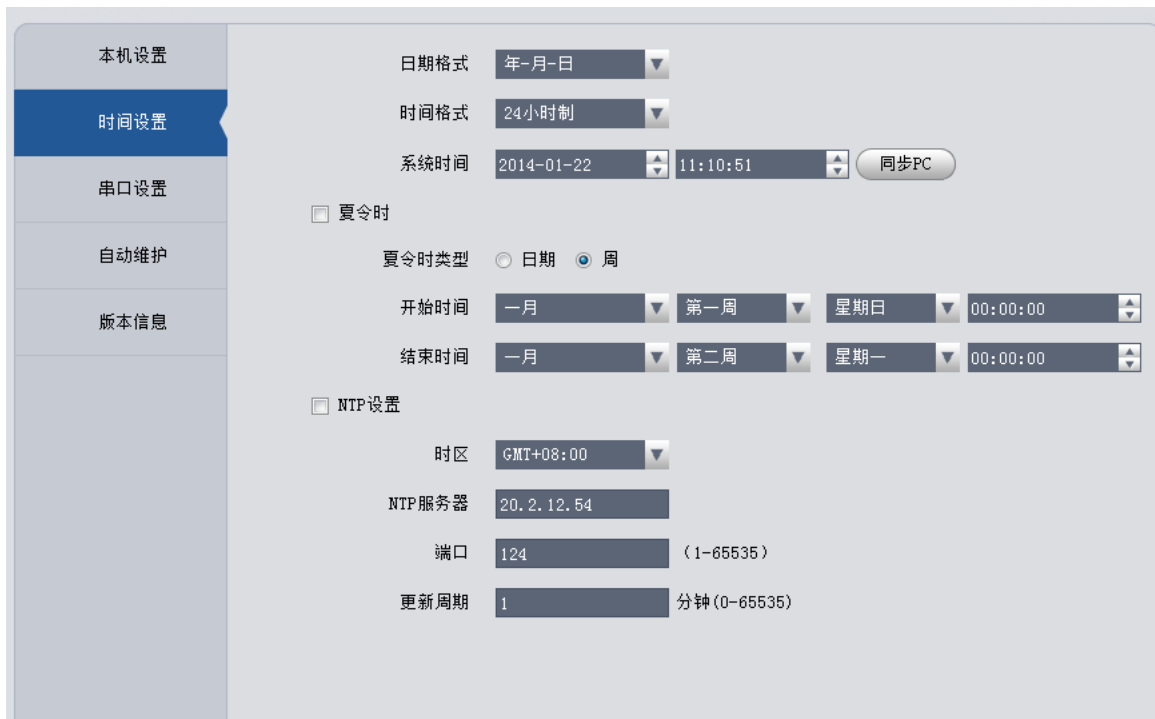 本机设置
时间设置
串口设置
自动维护
版本信息
日期格式 年-月-日
时间格式 24小时制
系统时间 2014-01-22 11:10:51 同步PC
夏令时
夏令时类型 日期 周
开始时间 一月 第一周 星期日 00:00:00
结束时间 一月 第二周 星期一 00:00:00
NTP设置
时区 GMT+08:00
NTP服务器 20.2.12.54
端口 124 (1-65535)
更新周期 1 分钟(0-65535)